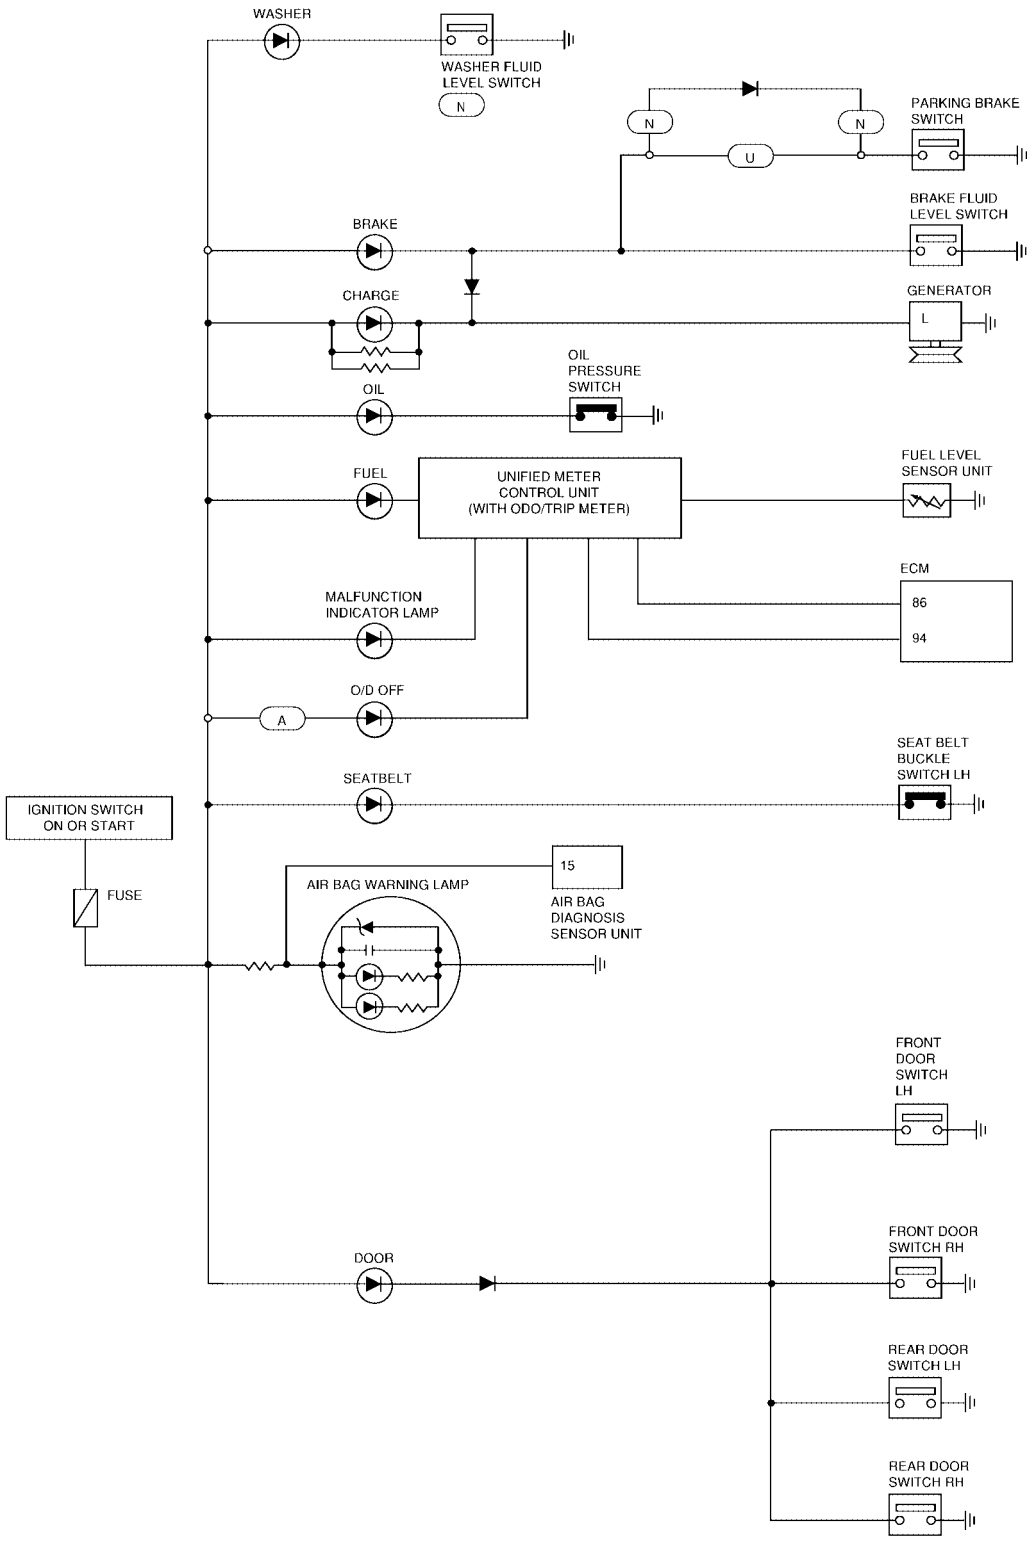 WASHER
WASHER FLUID
LEVEL SWITCH
N
N
N
U
PARKING BRAKE
SWITCH
BRAKE FLUID
LEVEL SWITCH
BRAKE
CHARGE
GENERATOR
L
OIL
PRESSURE
SWITCH
OIL
FUEL
UNIFIED METER
CONTROL UNIT
(WITH ODO/TRIP METER)
FUEL LEVEL
SENSOR UNIT
ECM
86
94
MALFUNCTION
INDICATOR LAMP
O/D OFF
A
SEATBELT
SEAT BELT
BUCKLE
SWITCH LH
IGNITION SWITCH
ON OR START
FUSE
15
AIR BAG
DIAGNOSIS
SENSOR UNIT
AIR BAG WARNING LAMP
FRONT
DOOR
SWITCH
LH
DOOR
FRONT DOOR
SWITCH RH
REAR DOOR
SWITCH LH
REAR DOOR
SWITCH RH